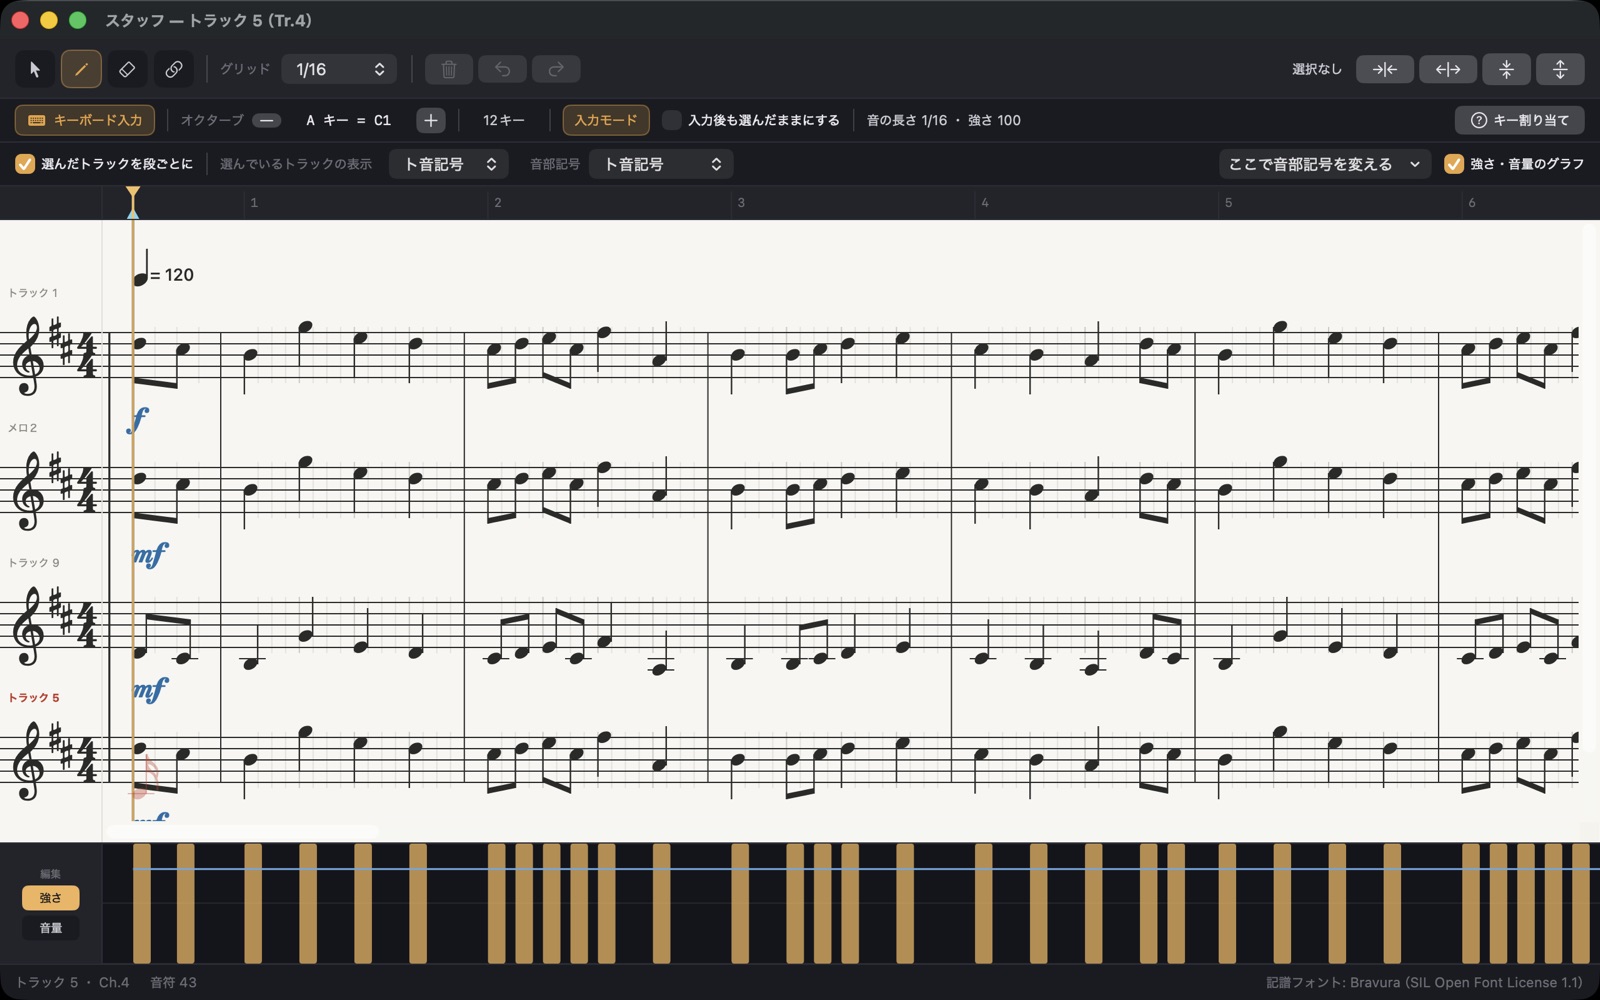 スタッフ — トラック 5 (Tr.4)
グリッド 1/16 選択なし
キーボード入力 オクターブ — A キー = C1 + 12キー 入力モード 入力後も選んだままにする 音の長さ 1/16 ・ 強さ 100 ? キー割り当て
選んだトラックを段ごとに 選んでいるトラックの表示 ト音記号 音部記号 ト音記号 ここで音部記号を変える 強さ・音量のグラフ
1 2 3 4 5 6
= 120
トラック 1
4
4
f
メロ2
4
4
mf
トラック 9
4
4
mf
トラック 5
4
4
mf
編集
強さ
音量
トラック 5 ・ Ch.4 音符 43 記譜フォント: Bravura (SIL Open Font License 1.1)